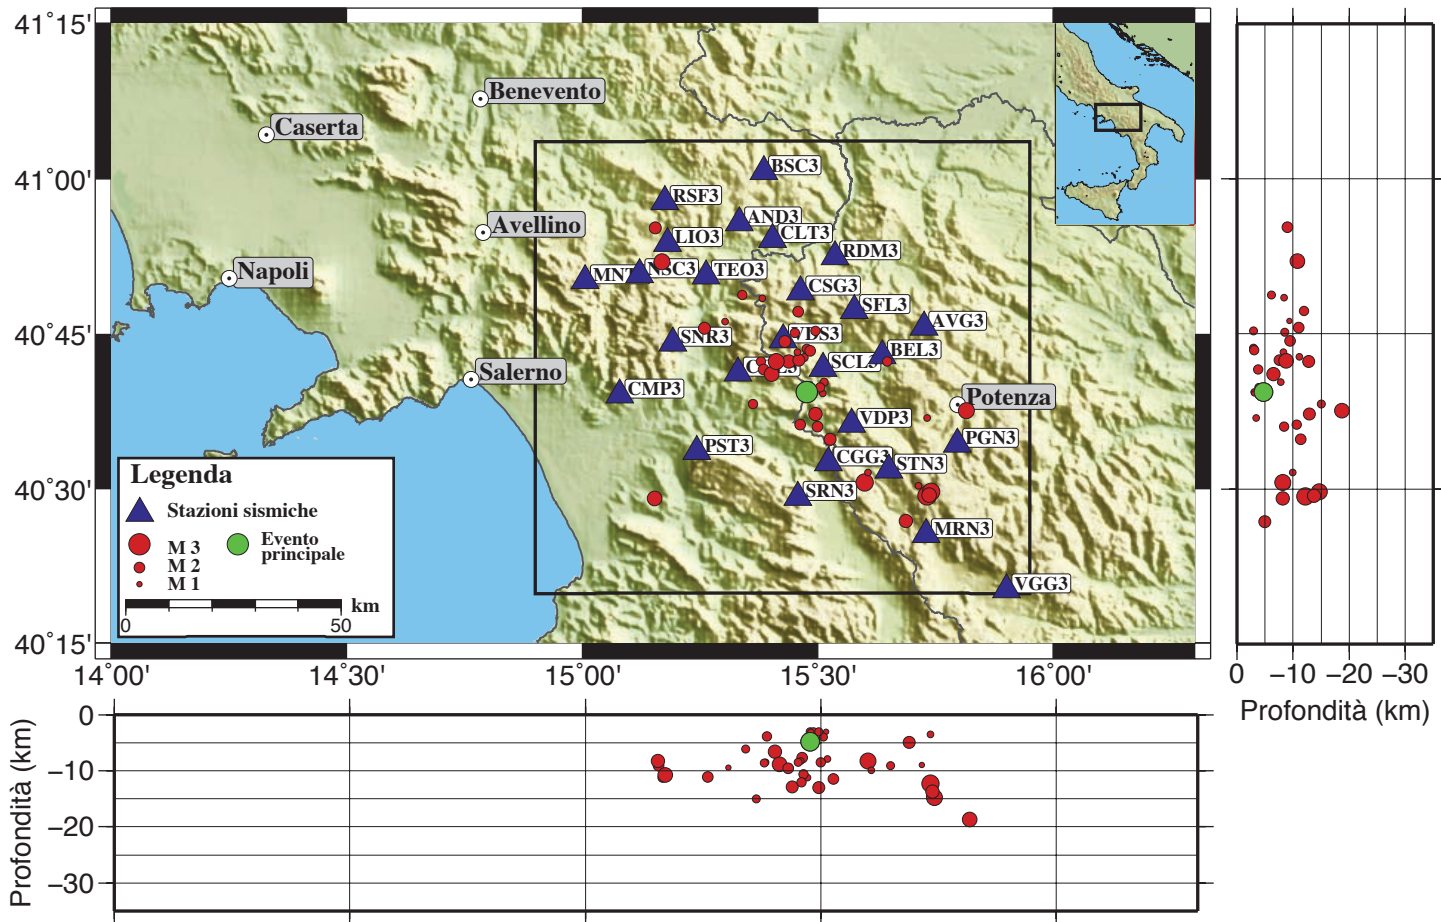 41°15'
Benevento
Caserta
41°00'
BSC3
RSF3
AND3
Avellino
LIO3
CLT3
RDM3
Napoli
NSC3
TEO3
CSG3
SFL3
AVG3
40°45'
SNR3
BEL3
SCL3
Salerno
CMP3
Potenza
VDP3
PST3
PGN3
CGG3
STN3
40°30'
SRN3
MRN3
VGG3
Legenda
Stazioni sismiche
M 3
M 2
M 1
Evento
principale
km
0 50
40°15'
14°00' 14°30' 15°00' 15°30' 16°00'
0 −10 −20 −30
Profondità (km)
Profondità (km)
0
−10
−20
−30